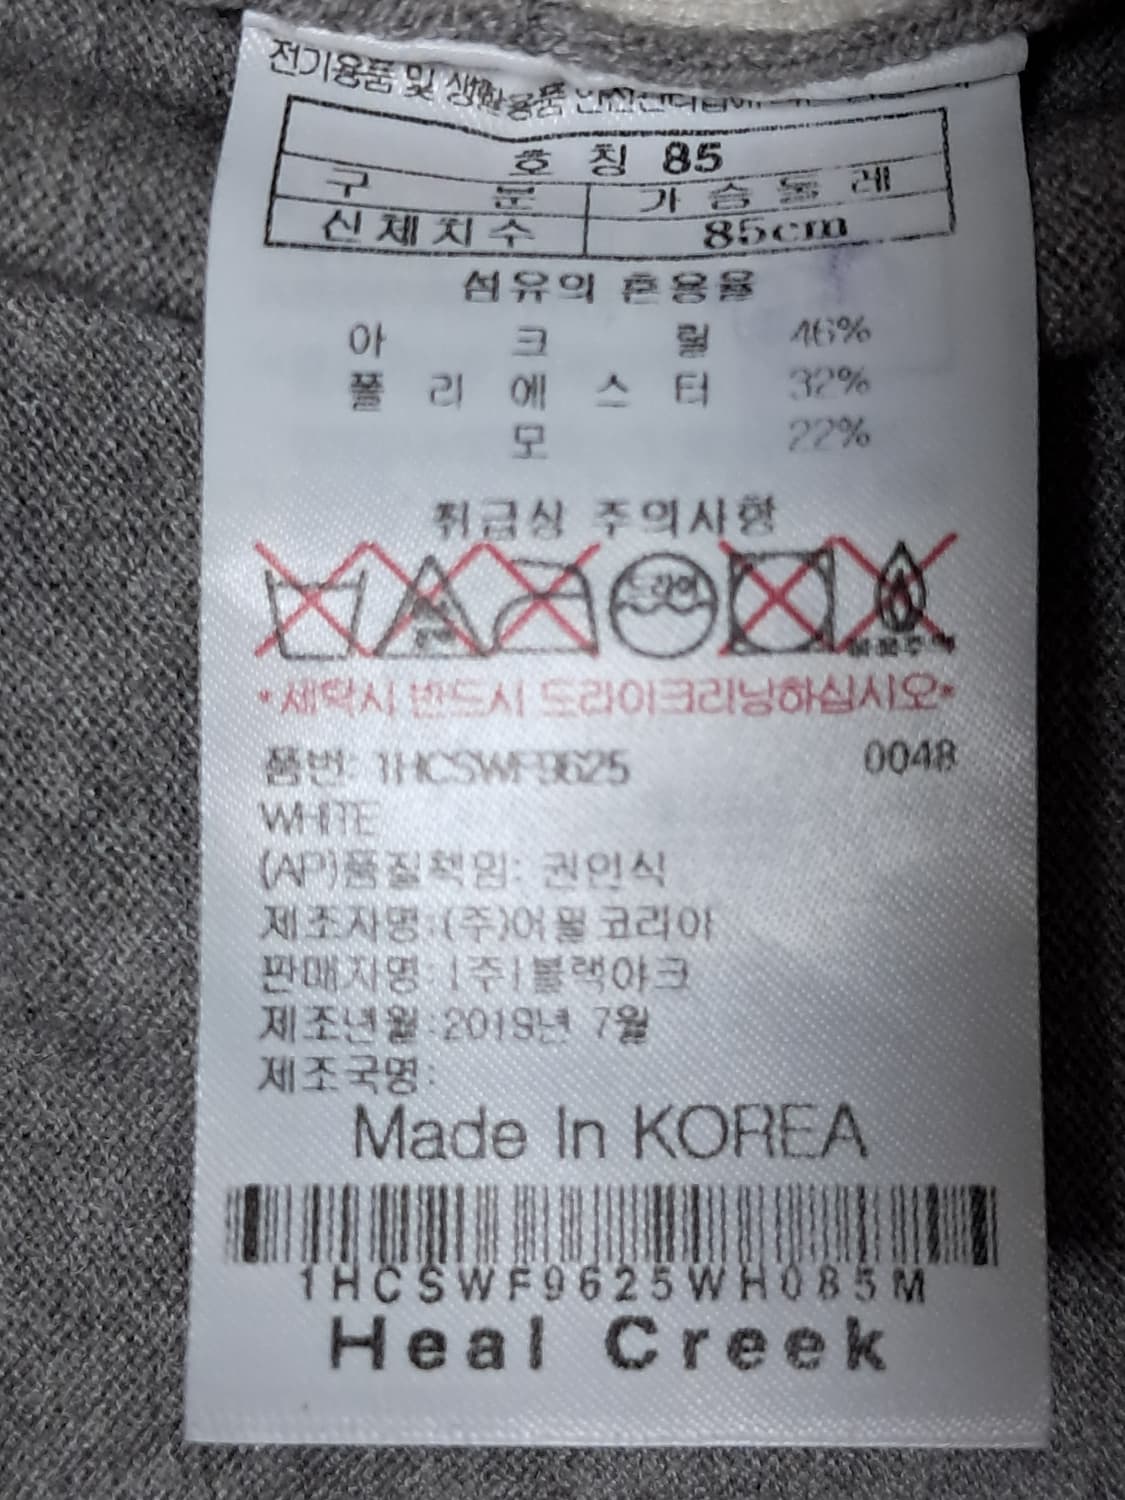 전기용품 및 생활용품 안전관리법에
호 칭 85
구 분 가슴둘레
신체치수 85cm
섬유의 혼용율
아 크 릴 46%
폴 리 에 스 터 32%
모 22%
취급상 주의사항
드라이
*세탁시 반드시 드라이크리닝하십시오*
품번: 1HCSWF9625 0048
WHITE
(AP)품질책임: 권인식
제조자명:(주)어필코리아
판매자명:(주)블랙야크
제조년월:2019년 7월
제조국명:
Made In KOREA
1HCSWF9625WH085M
Heal Creek